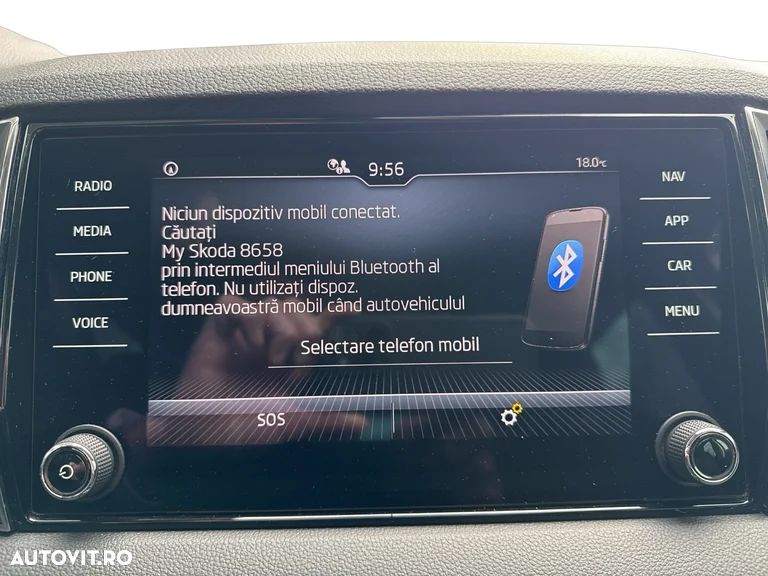 9:56
18.0°C
RADIO
MEDIA
PHONE
VOICE
Niciun dispozitiv mobil conectat.
Căutați
My Skoda 8658
prin intermediul meniului Bluetooth al
telefon. Nu utilizați dispoz.
dumneavoastră mobil când autovehiculul
Selectare telefon mobil
SOS
NAV
APP
CAR
MENU
AUTOVIT.RO